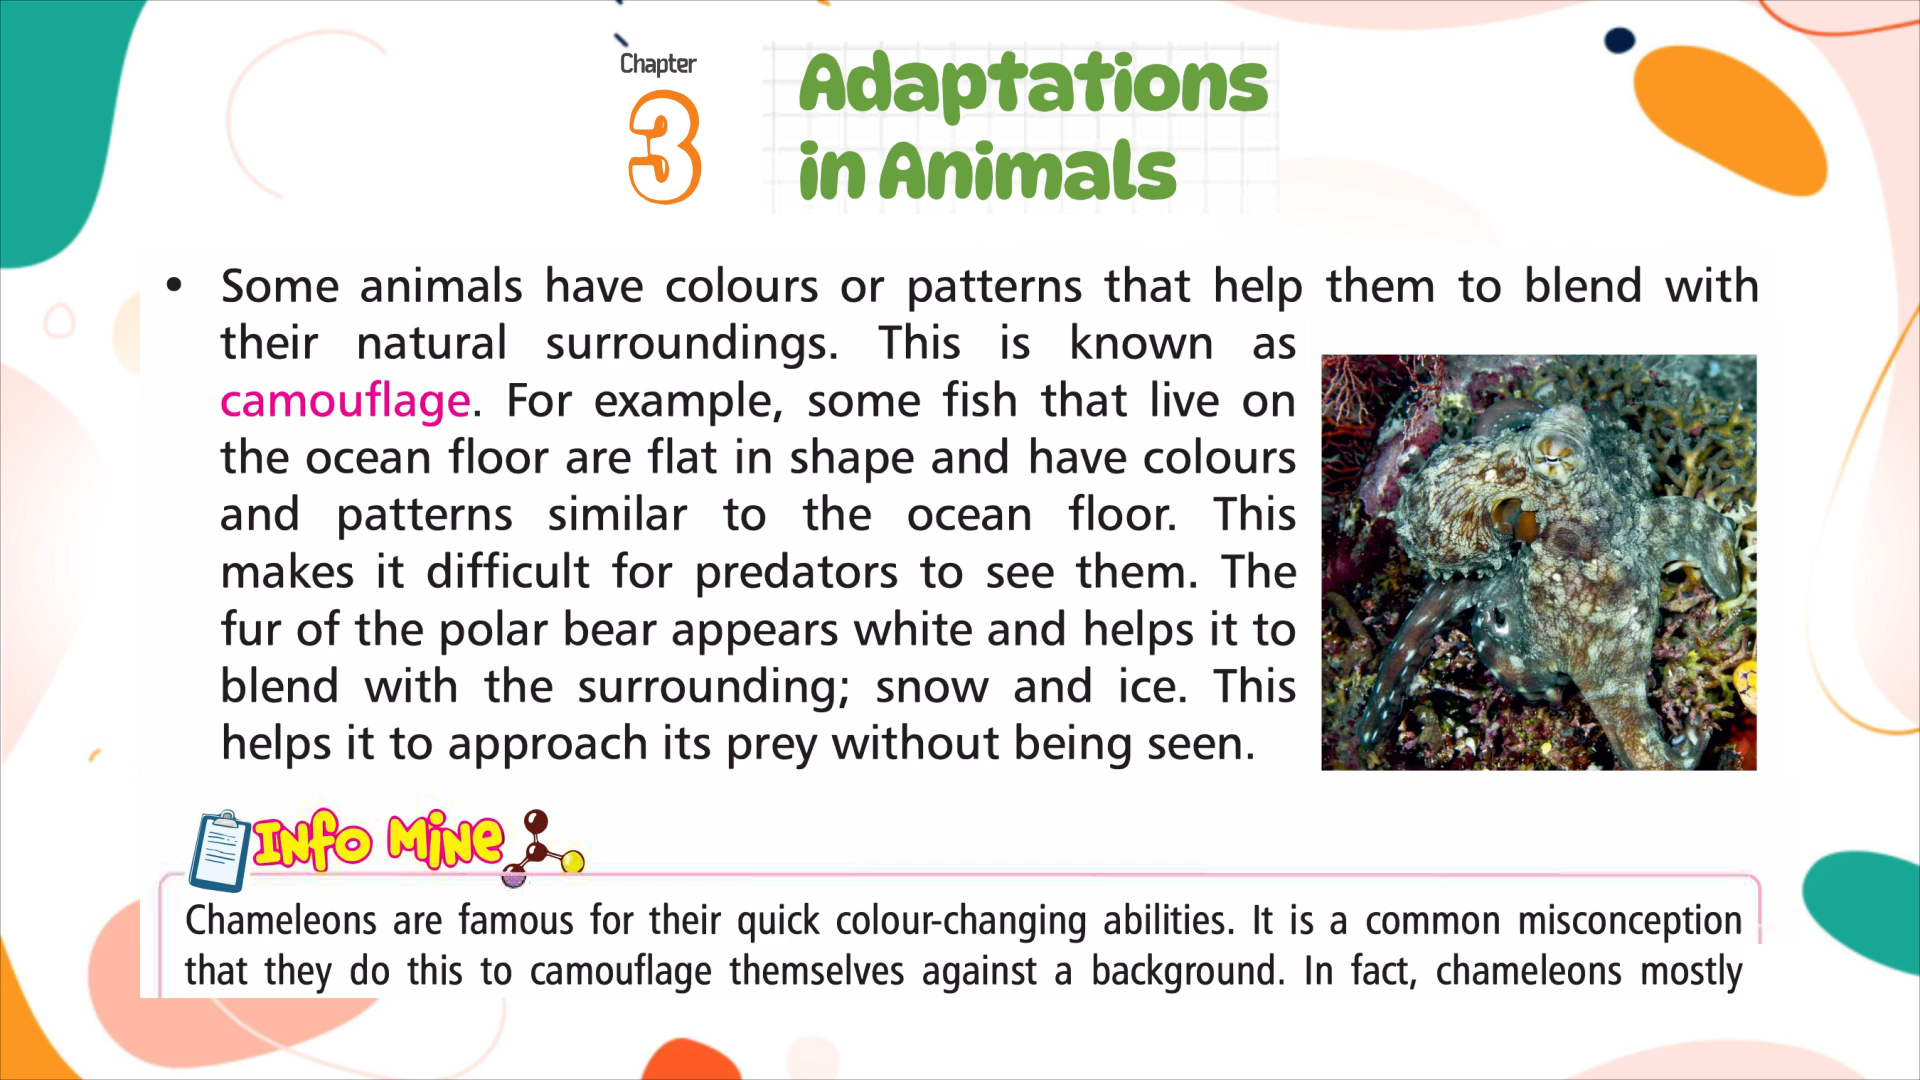 Chapter
3
Adaptations
in Animals
• Some animals have colours or patterns that help them to blend with
their natural surroundings. This is known as
camouflage. For example, some fish that live on
the ocean floor are flat in shape and have colours
and patterns similar to the ocean floor. This
makes it difficult for predators to see them. The
fur of the polar bear appears white and helps it to
blend with the surrounding; snow and ice. This
helps it to approach its prey without being seen.
Info Mine
Chameleons are famous for their quick colour-changing abilities. It is a common misconception
that they do this to camouflage themselves against a background. In fact, chameleons mostly